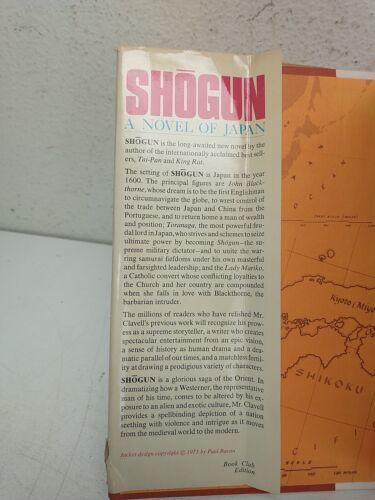 SHŌGUN
A NOVEL OF JAPAN
SHŌGUN is the long-awaited new novel by the
author of the internationally acclaimed best sell-
ers, Tai-Pan and King Rat.
The setting of SHŌGUN is Japan in the year
1600. The principal figures are John Black-
thorne, whose dream is to be the first Englishman
to circumnavigate the globe, to wrest control of
the trade between Japan and China from the
Portuguese, and to return home a man of wealth
and position; Toranaga, the most powerful feu-
dal lord in Japan, who strives and schemes to seize
ultimate power by becoming Shōgun—the su-
preme military dictator—and to unite the war-
ring samurai fiefdoms under his own masterful
and farsighted leadership; and the Lady Mariko,
a Catholic convert whose conflicting loyalties to
the Church and her country are compounded
when she falls in love with Blackthorne, the
barbarian intruder.
The millions of readers who have relished Mr.
Clavell's previous work will recognize his prow-
ess as a supreme storyteller, a writer who creates
spectacular entertainment from an epic vision,
a sense of history as human drama and a dra-
matic parallel of our times, and a matchless fertil-
ity at drawing a prodigious variety of characters.
SHŌGUN is a glorious saga of the Orient. In
dramatizing how a Westerner, the representative
man of his time, comes to be altered by his ex-
posure to an alien and exotic culture, Mr. Clavell
provides a spellbinding depiction of a nation
seething with violence and intrigue as it moves
from the medieval world to the modern.
Jacket design copyright © 1975 by Paul Bacon
Book Club
Edition
Kyoto (Miyako
SHIKOKU